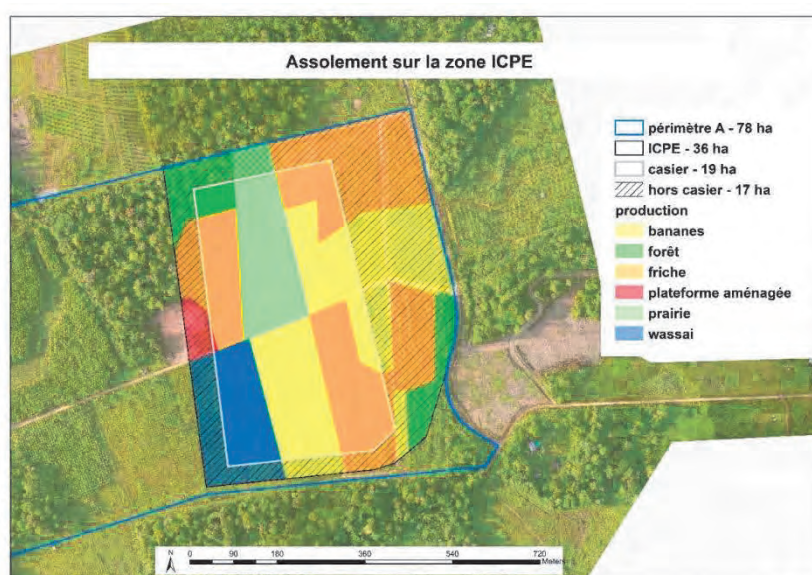 Assolement sur la zone ICPE
périmètre A - 78 ha
ICPE - 36 ha
casier - 19 ha
hors casier - 17 ha
production
bananes
forêt
friche
plateforme aménagée
prairie
wassai
N
0 90 180 360 540 720
Meters